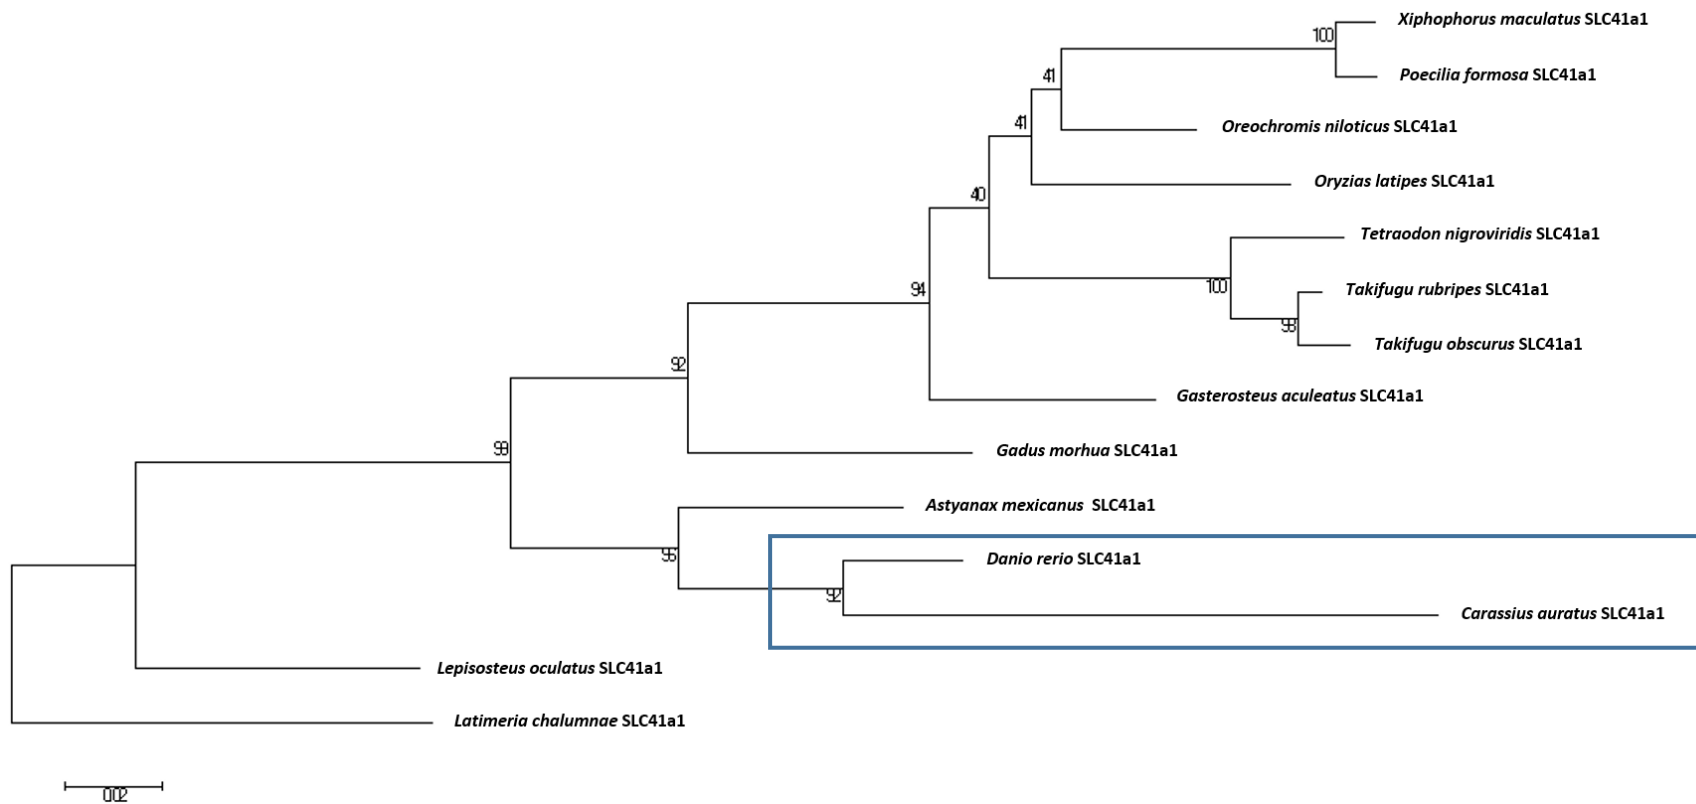 Xiphophorus maculatus SLC41a1
100
Poecilia formosa SLC41a1
41
Oreochromis niloticus SLC41a1
41
Oryzias latipes SLC41a1
40
Tetraodon nigroviridis SLC41a1
100
Takifugu rubripes SLC41a1
98
Takifugu obscurus SLC41a1
94
Gasterosteus aculeatus SLC41a1
92
Gadus morhua SLC41a1
Astyanax mexicanus SLC41a1
Danio rerio SLC41a1
92
Carassius auratus SLC41a1
Lepisosteus oculatus SLC41a1
Latimeria chalumnae SLC41a1
0.02